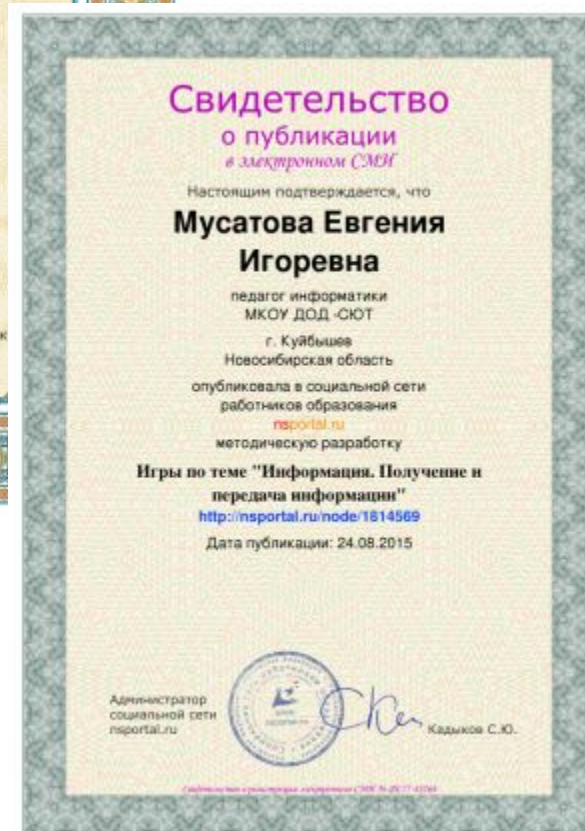 Свидетельство
о публикации
в электронном СМИ
Настоящим подтверждается, что
Мусатова Евгения
Игоревна
педагог информатики
МКОУ ДОД -СЮТ
г. Куйбышев
Новосибирская область
опубликовала в социальной сети
работников образования
nsportal.ru
методическую разработку
Игры по теме "Информация. Получение и
передача информации"
http://nsportal.ru/node/1814569
Дата публикации: 24.08.2015
Администратор
социальной сети
nsportal.ru
Кадыков С.Ю.